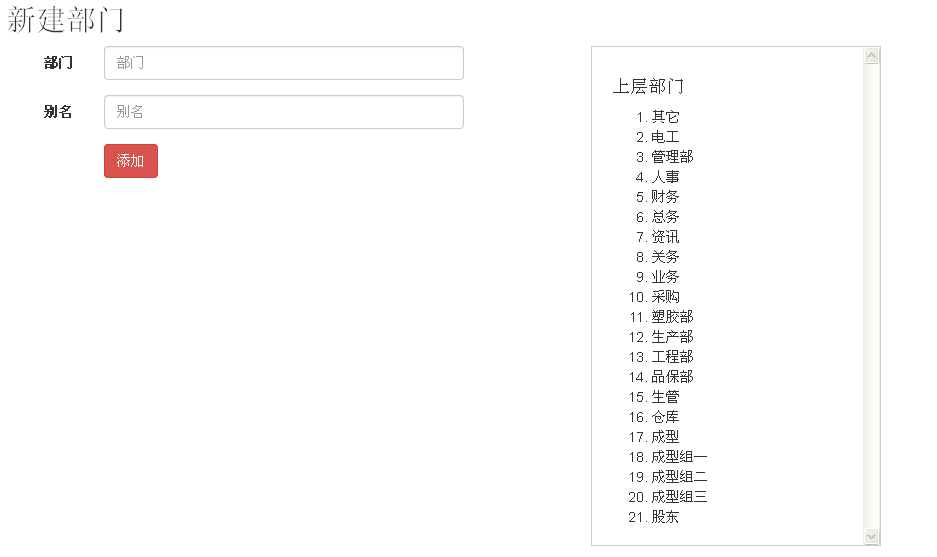 新建部门
部门 部门
别名 别名
添加
上层部门
1. 其它
2. 电工
3. 管理部
4. 人事
5. 财务
6. 总务
7. 资讯
8. 关务
9. 业务
10. 采购
11. 塑胶部
12. 生产部
13. 工程部
14. 品保部
15. 生管
16. 仓库
17. 成型
18. 成型组一
19. 成型组二
20. 成型组三
21. 股东